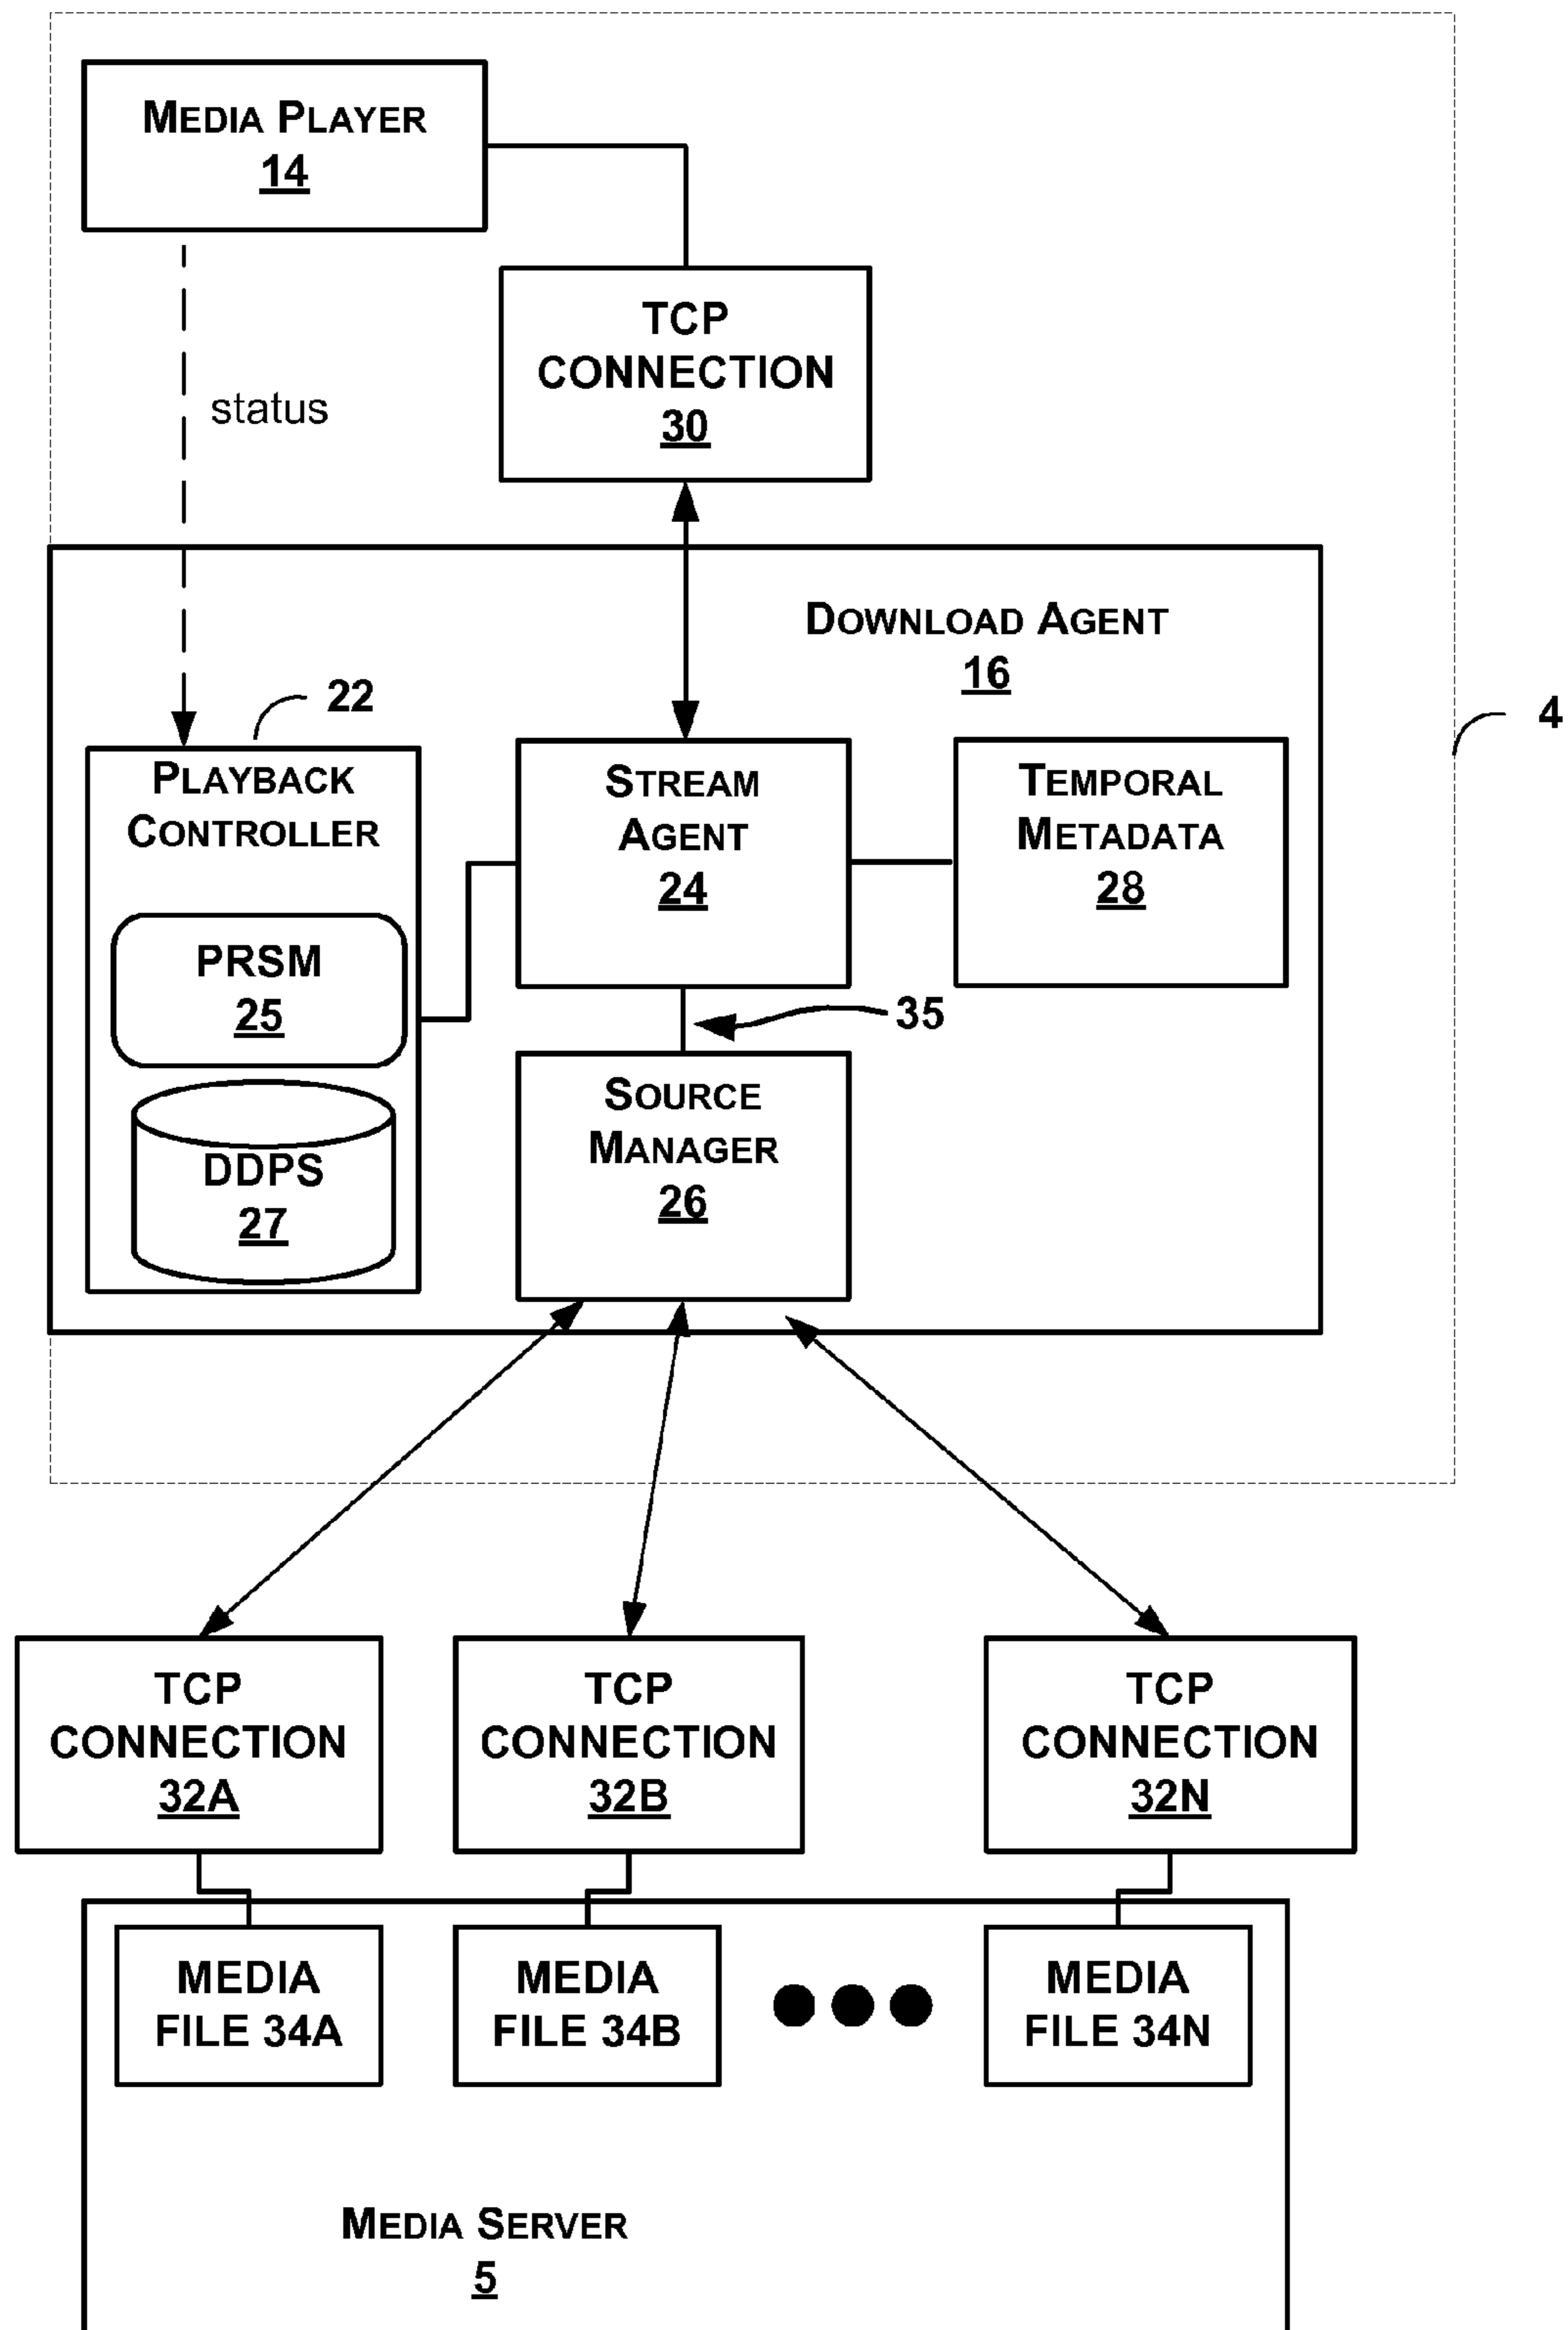 MEDIA PLAYER
14
TCP
CONNECTION
30
status
DOWNLOAD AGENT
16
22
4
PLAYBACK
CONTROLLER
STREAM
AGENT
24
TEMPORAL
METADATA
28
PRSM
25
35
DDPS
27
SOURCE
MANAGER
26
TCP
CONNECTION
32A
TCP
CONNECTION
32B
TCP
CONNECTION
32N
MEDIA
FILE 34A
MEDIA
FILE 34B
MEDIA
FILE 34N
MEDIA SERVER
5